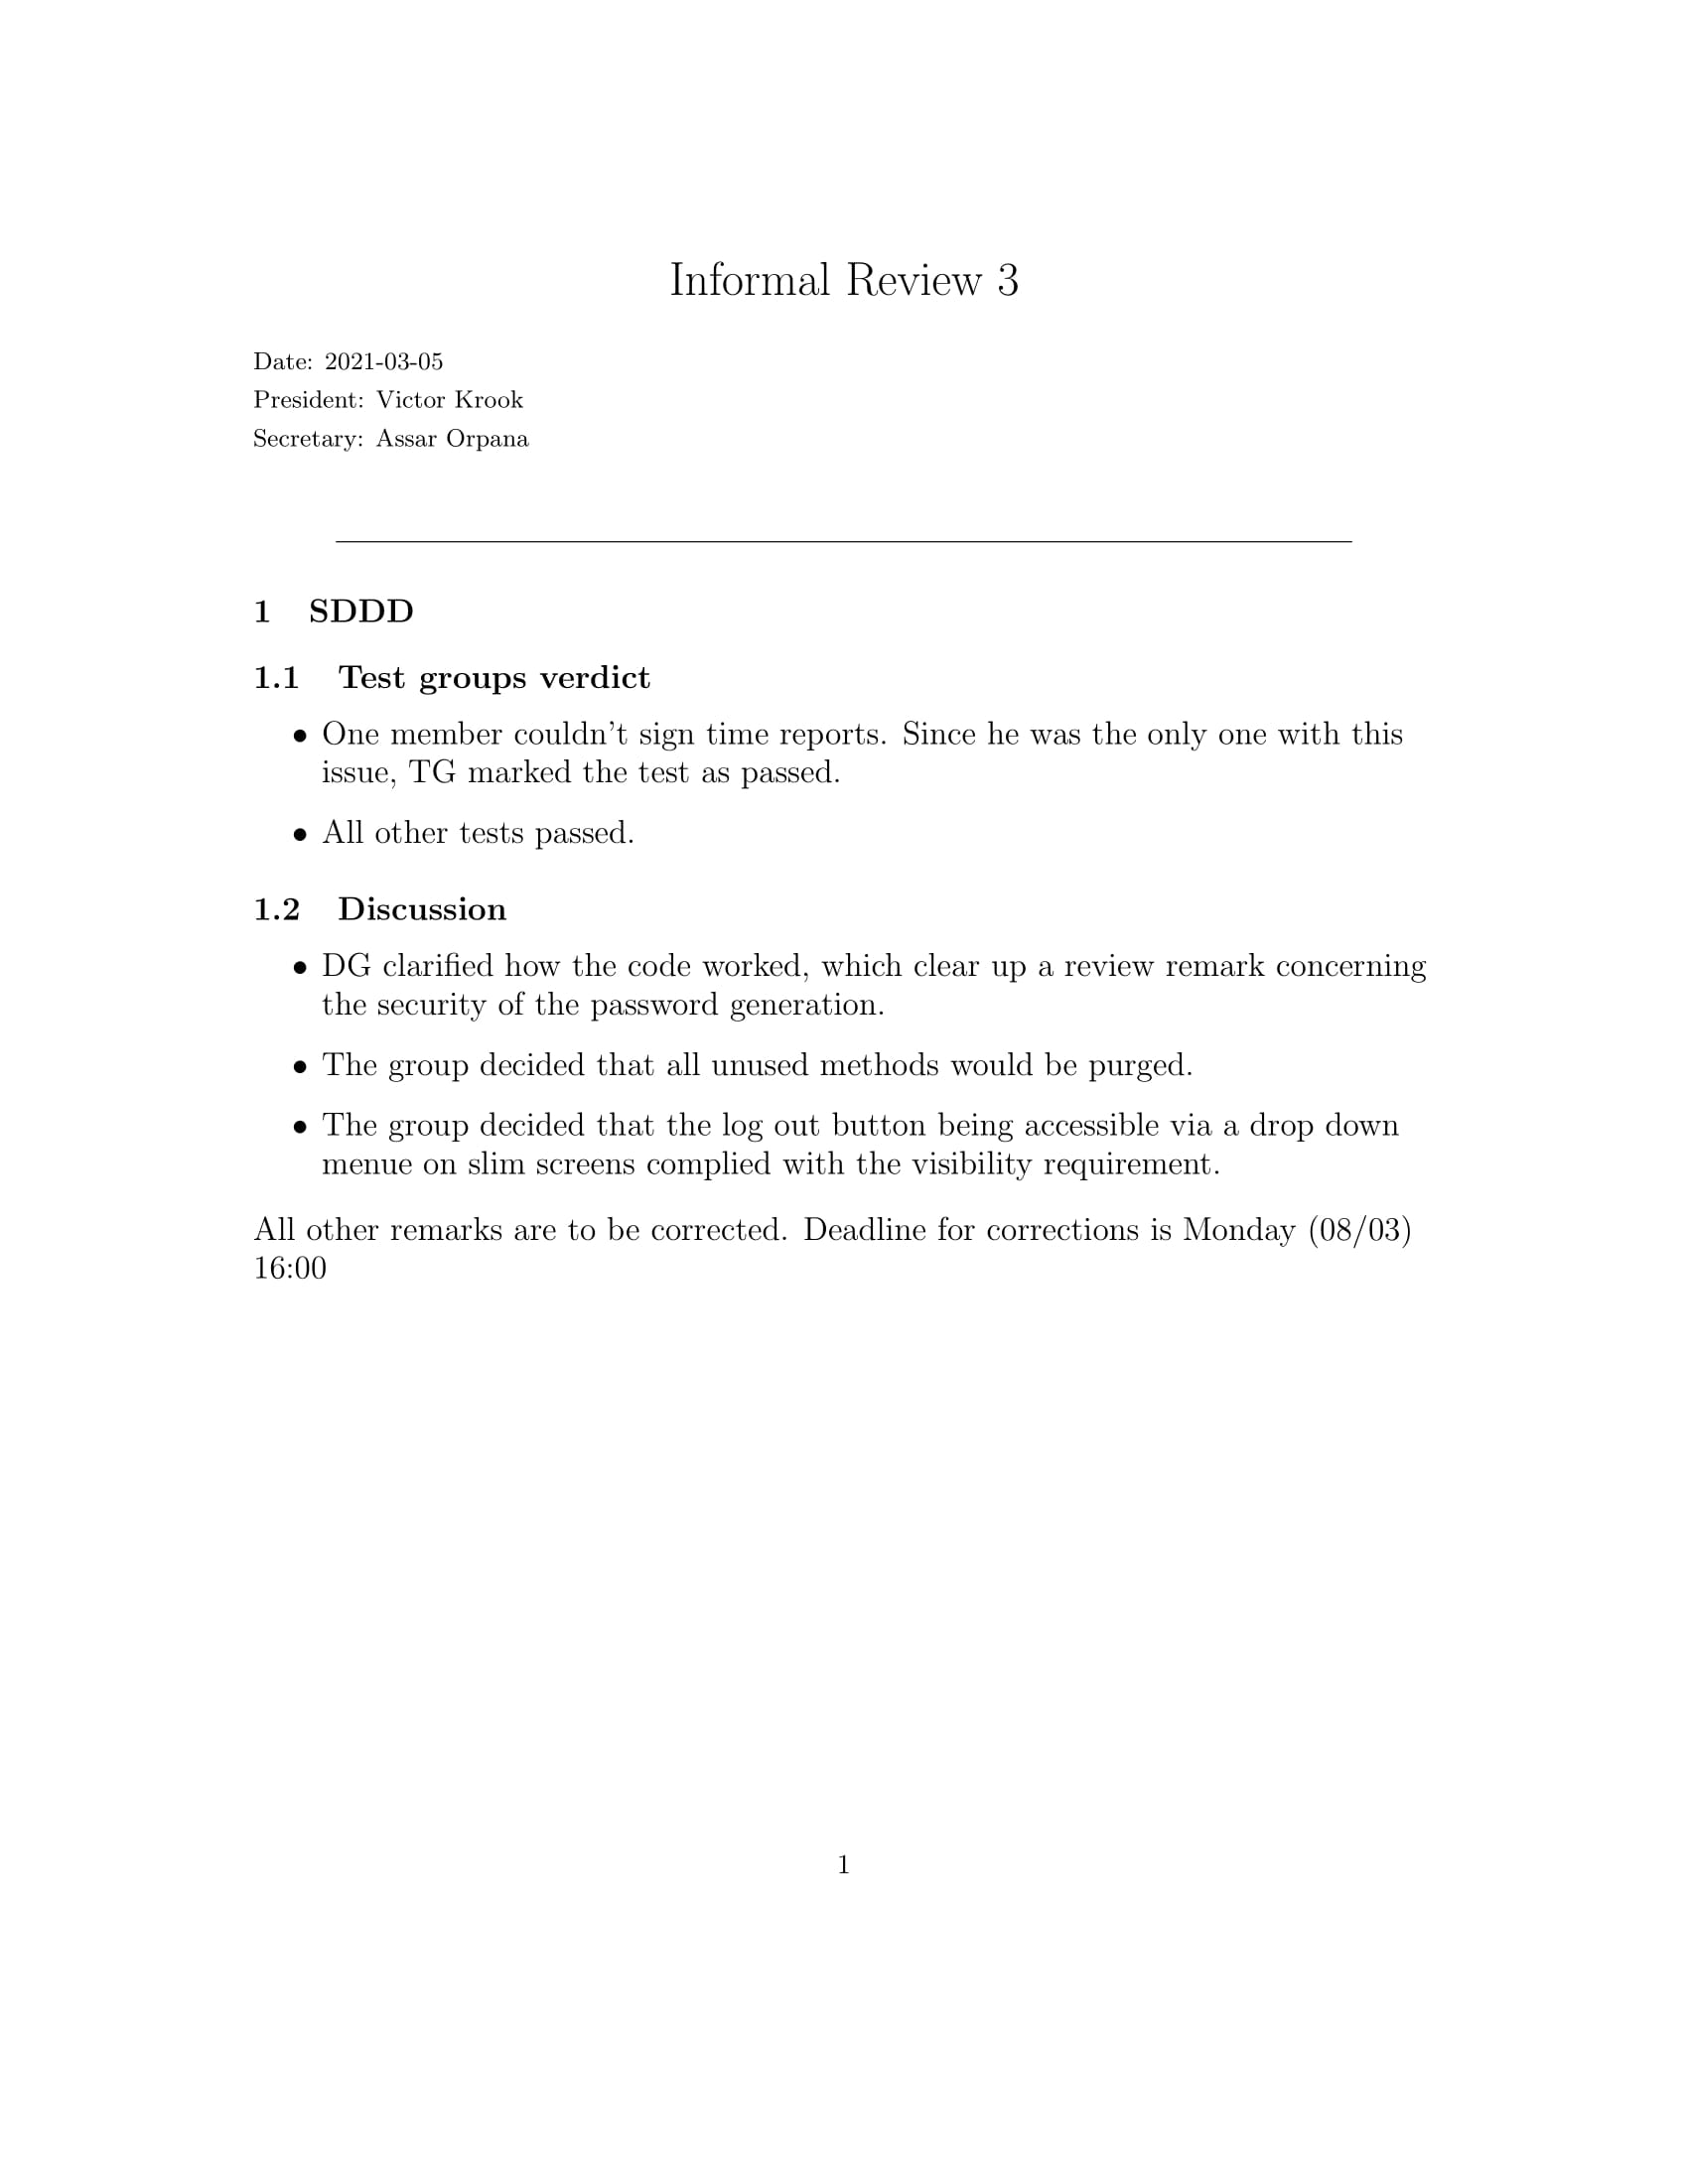 Informal Review 3
Date: 2021-03-05
President: Victor Krook
Secretary: Assar Orpana
1 SDDD
1.1 Test groups verdict
• One member couldn't sign time reports. Since he was the only one with this
issue, TG marked the test as passed.
• All other tests passed.
1.2 Discussion
• DG clarified how the code worked, which clear up a review remark concerning
the security of the password generation.
• The group decided that all unused methods would be purged.
• The group decided that the log out button being accessible via a drop down
menue on slim screens complied with the visibility requirement.
All other remarks are to be corrected. Deadline for corrections is Monday (08/03)
16:00
1